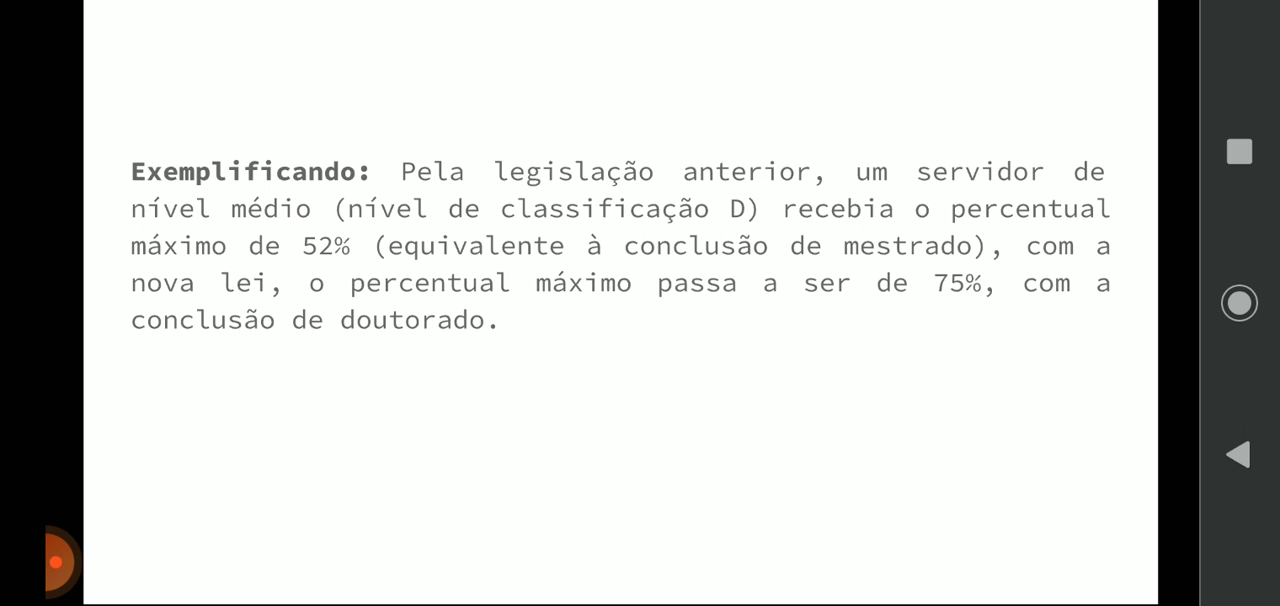 Exemplificando: Pela legislação anterior, um servidor de
nível médio (nível de classificação D) recebia o percentual
máximo de 52% (equivalente à conclusão de mestrado), com a
nova lei, o percentual máximo passa a ser de 75%, com a
conclusão de doutorado.